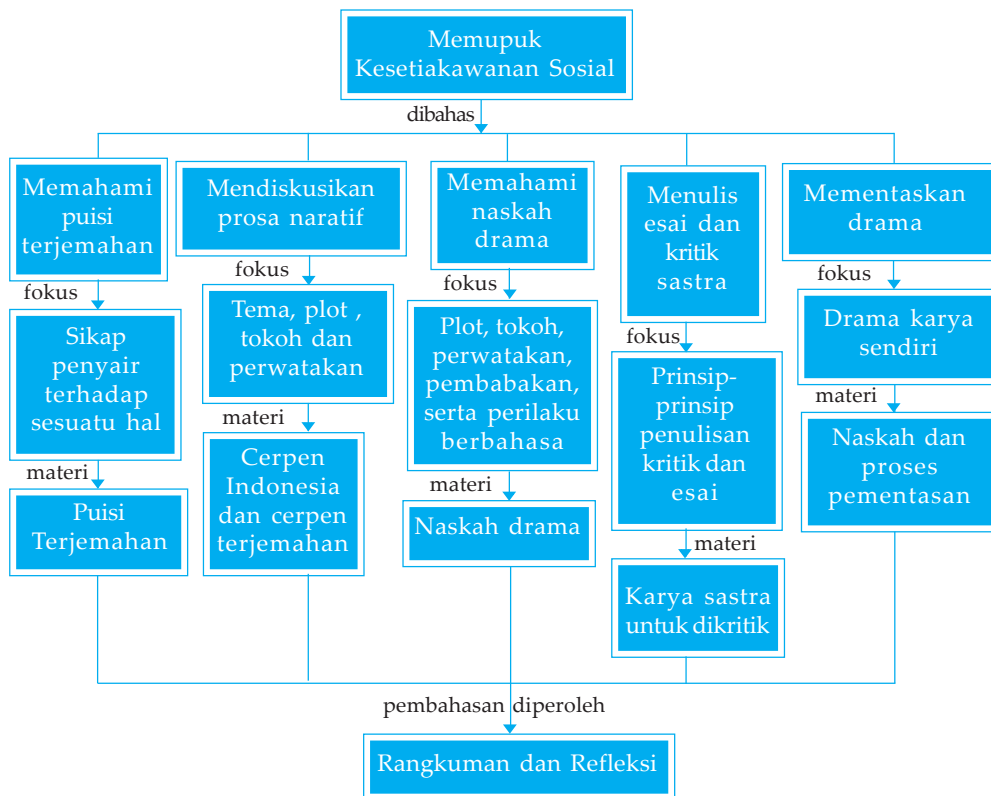 Memupuk
Kesetiakawanan Sosial
dibahas
Memahami
puisi
terjemahan
fokus
Sikap
penyair
terhadap
sesuatu hal
materi
Puisi
Terjemahan
Mendiskusikan
prosa naratif
fokus
Tema, plot ,
tokoh dan
perwatakan
materi
Cerpen
Indonesia
dan cerpen
terjemahan
Memahami
naskah
drama
fokus
Plot, tokoh,
perwatakan,
pembabakan,
serta perilaku
berbahasa
materi
Naskah drama
Menulis
esai dan
kritik
sastra
fokus
Prinsip-
prinsip
penulisan
kritik dan
esai
materi
Karya sastra
untuk dikritik
Mementaskan
drama
fokus
Drama karya
sendiri
materi
Naskah dan
proses
pementasan
pembahasan diperoleh
Rangkuman dan Refleksi